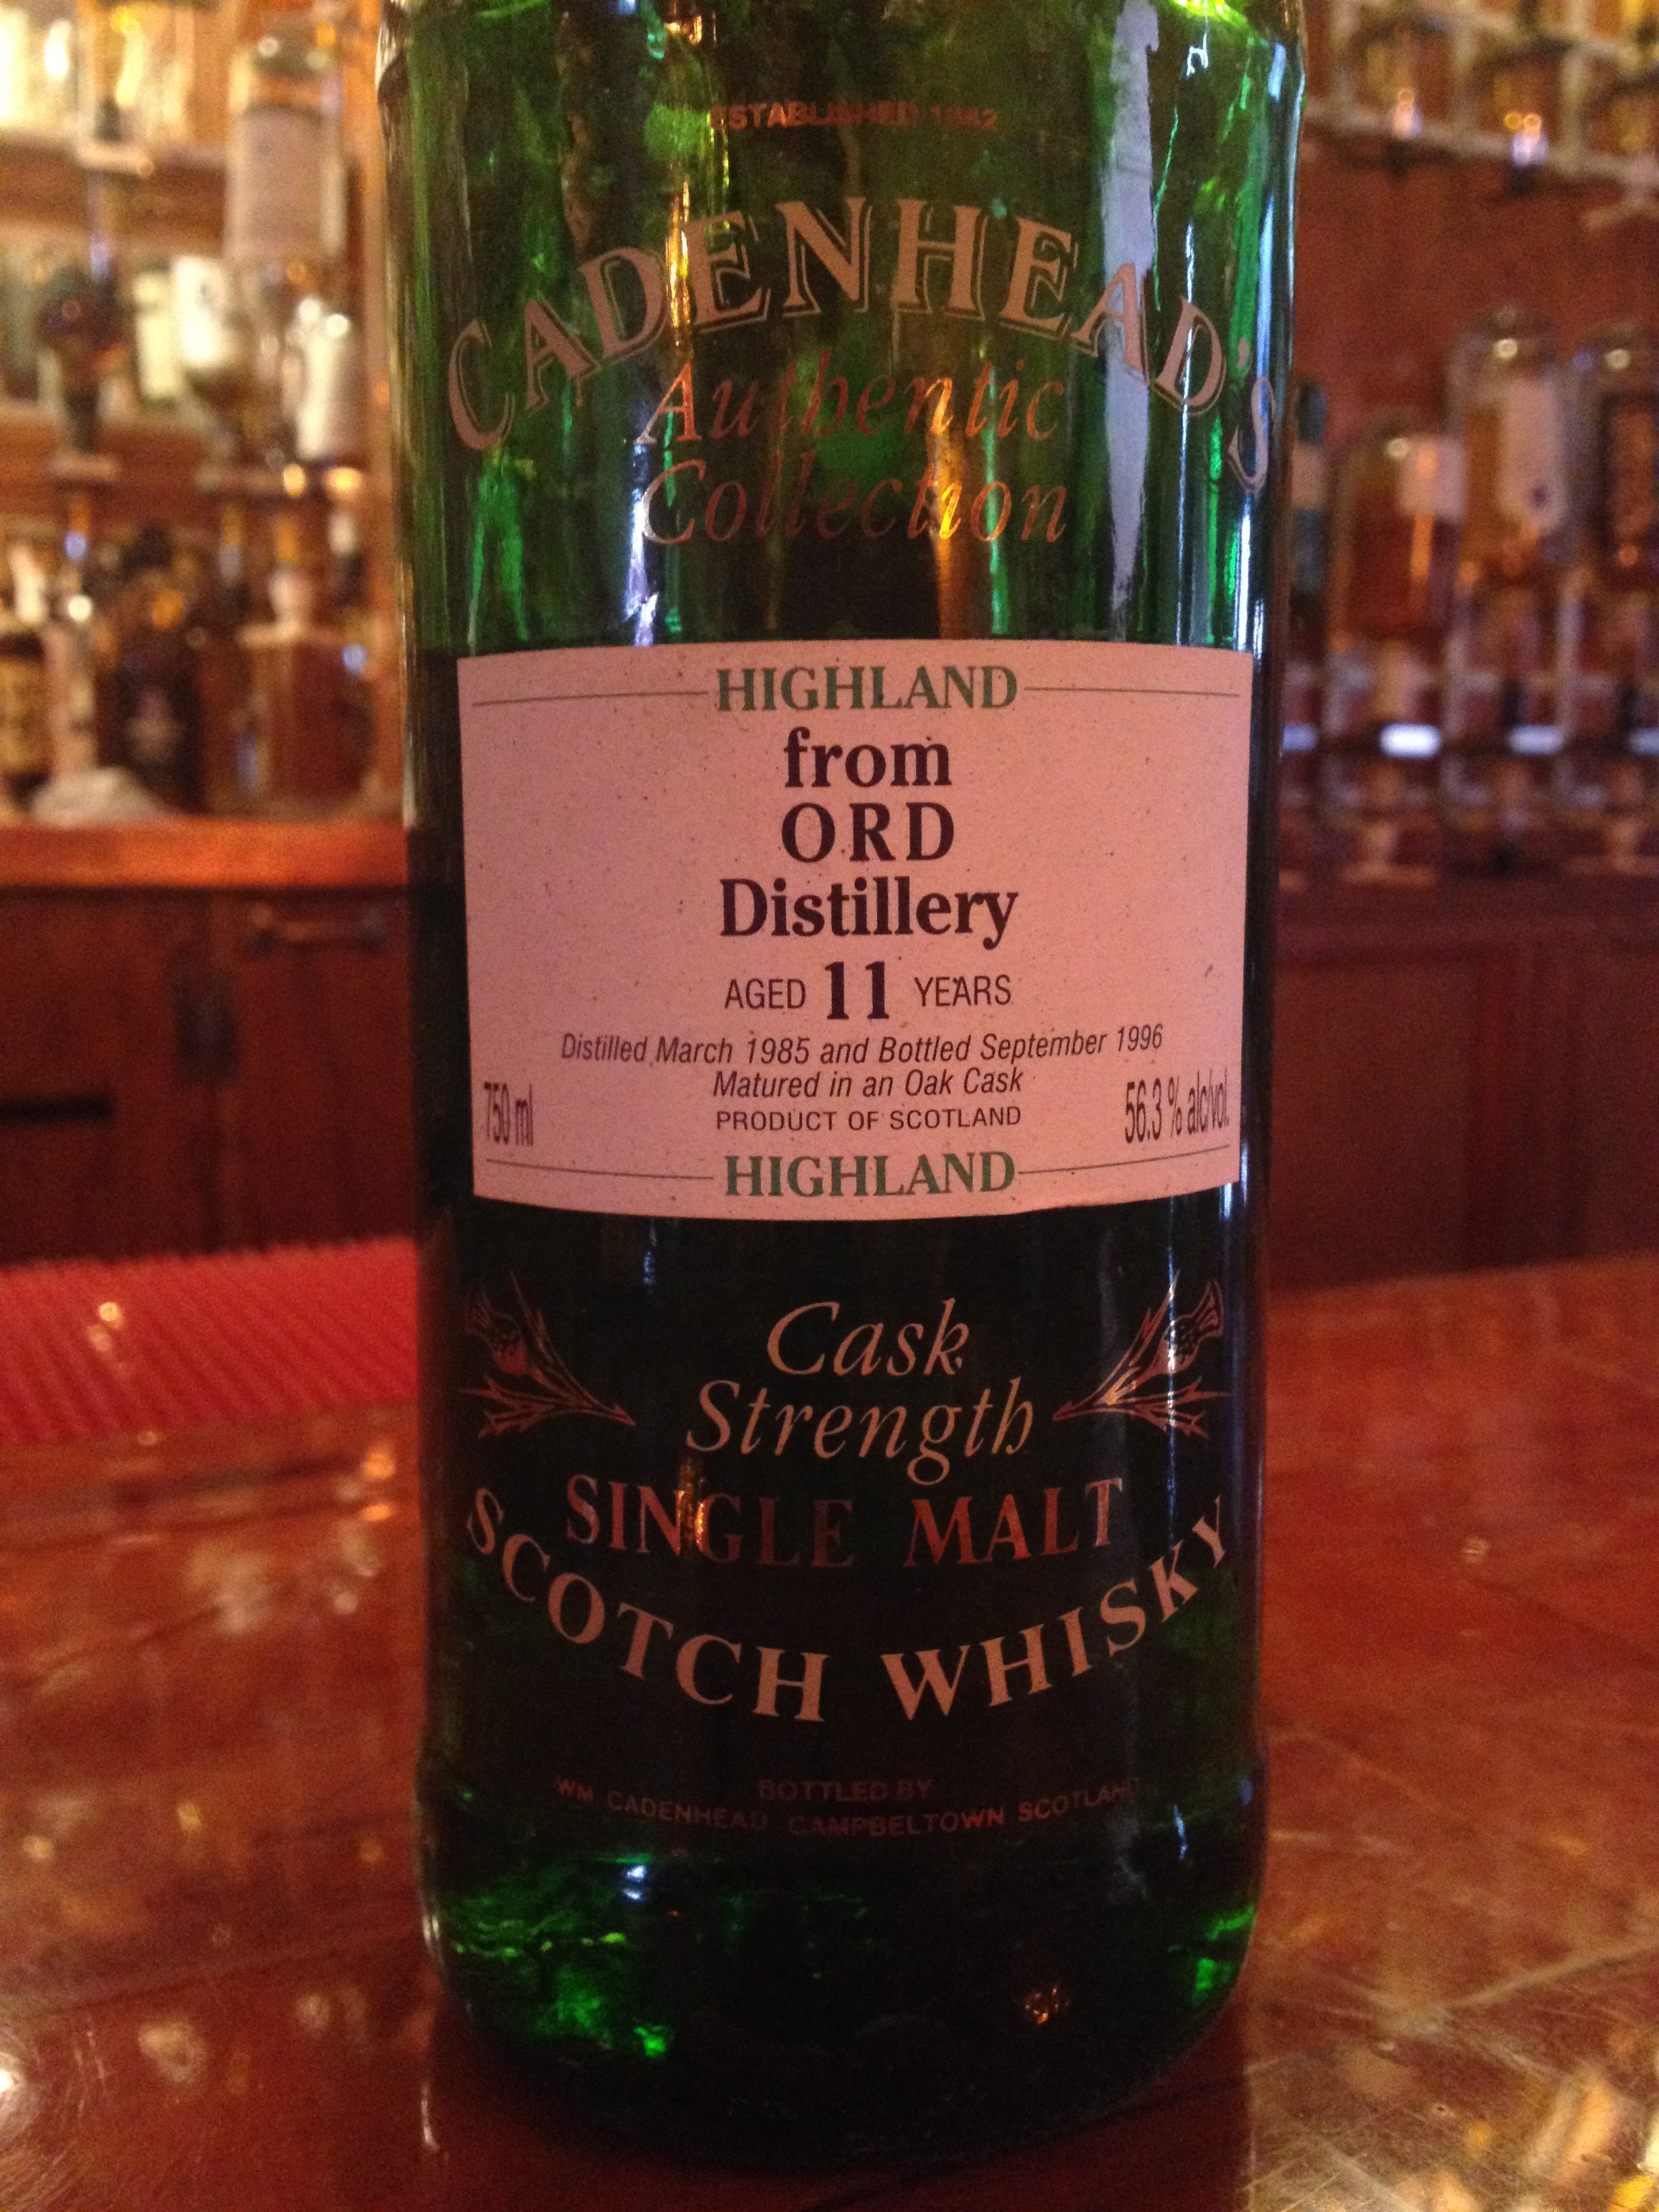 ESTABLISHED 1842
CADENHEAD'S
Authentic
Collection
HIGHLAND
from
ORD
Distillery
AGED 11 YEARS
Distilled March 1985 and Bottled September 1996
Matured in an Oak Cask
750 ml
PRODUCT OF SCOTLAND
56.3 % alc/vol.
HIGHLAND
Cask
Strength
SINGLE MALT
SCOTCH WHISKY
BOTTLED BY
WM CADENHEAD CAMPBELTOWN SCOTLAND